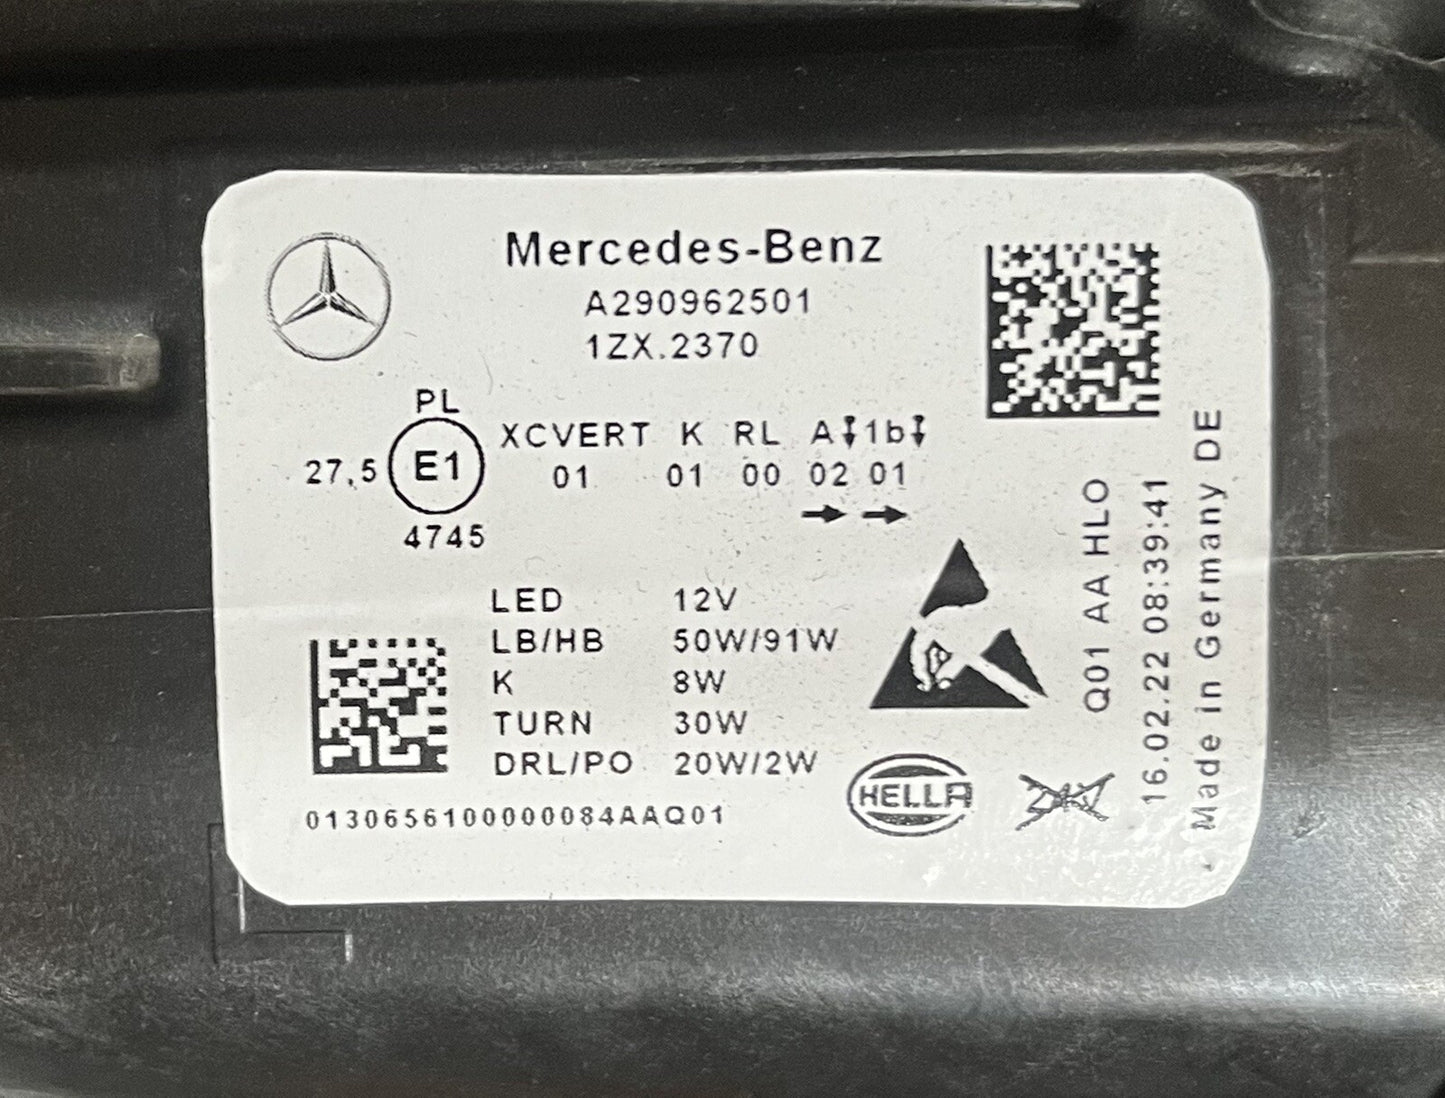 Mercedes-Benz
A290962501
1ZX.2370
PL
27,5 E1
4745
XCVERT K RL A 1b
01 01 00 02 01
LED 12V
LB/HB 50W/91W
K 8W
TURN 30W
DRL/PO 20W/2W
0130656100000084AAQ01
HELLA
Q01 AA HLO
16.02.22 08:39:41
Made in Germany DE